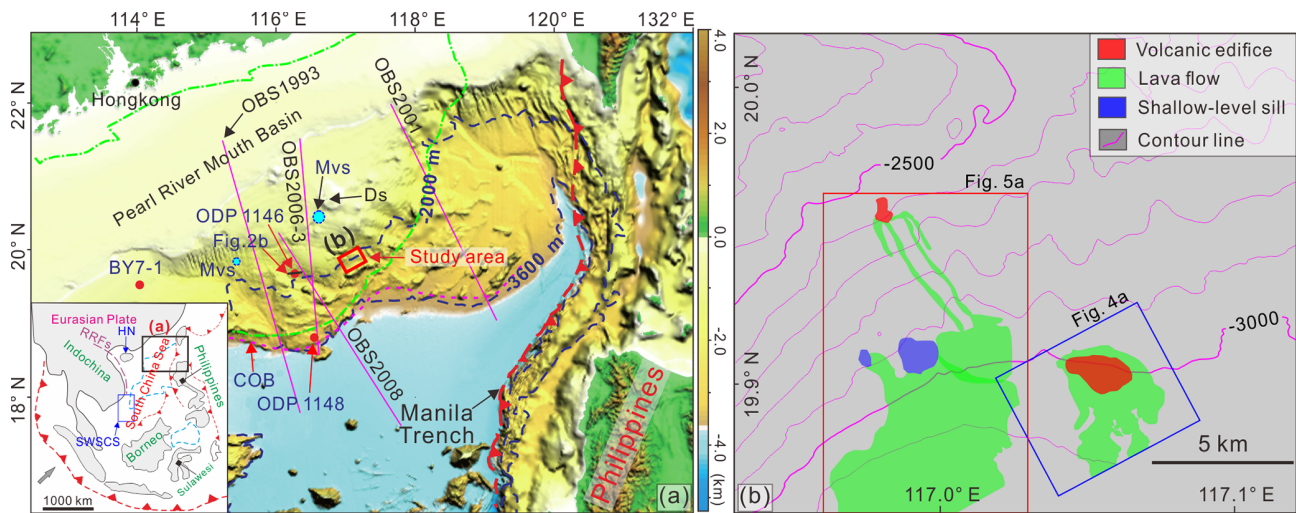 114° E
116° E
118° E
120° E
132° E
22° N
20° N
18° N
Hongkong
OBS1993
Pearl River Mouth Basin
OBS2006-3
OBS2001
Mvs
Ds
2000 m
ODP 1146
Fig.2b
(b)
Study area
Mvs
BY7-1
3600 m
COB
ODP 1148
OBS2008
Manila
Trench
Philippines
(a)
Eurasian Plate
HN
(a)
RRFs
Indochina
South China Sea
Philippines
SWSCS
Borneo
Sulawesi
1000 km
4.0
2.0
0.0
-2.0
-4.0
(km)
20.0° N
19.9° N
Volcanic edifice
Lava flow
Shallow-level sill
Contour line
-2500
Fig. 5a
Fig. 4a
-3000
5 km
117.0° E
117.1° E
(b)